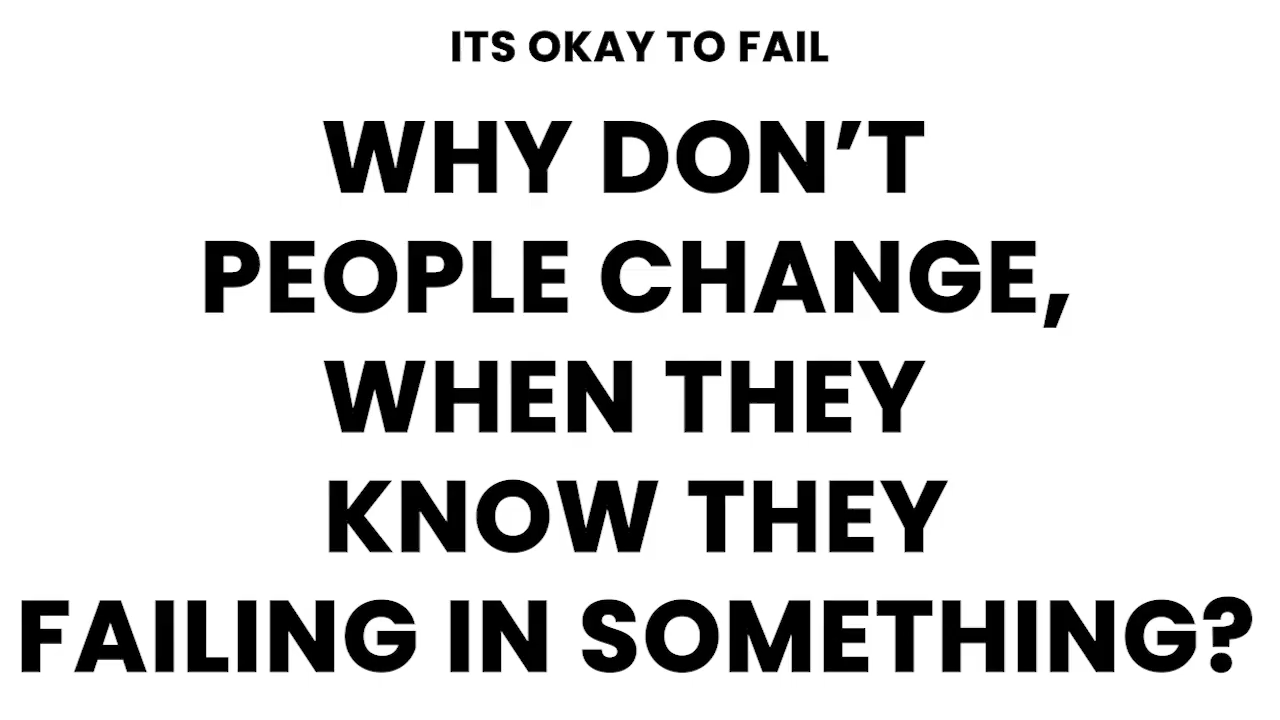 ITS OKAY TO FAIL
WHY DON’T
PEOPLE CHANGE,
WHEN THEY
KNOW THEY
FAILING IN SOMETHING?